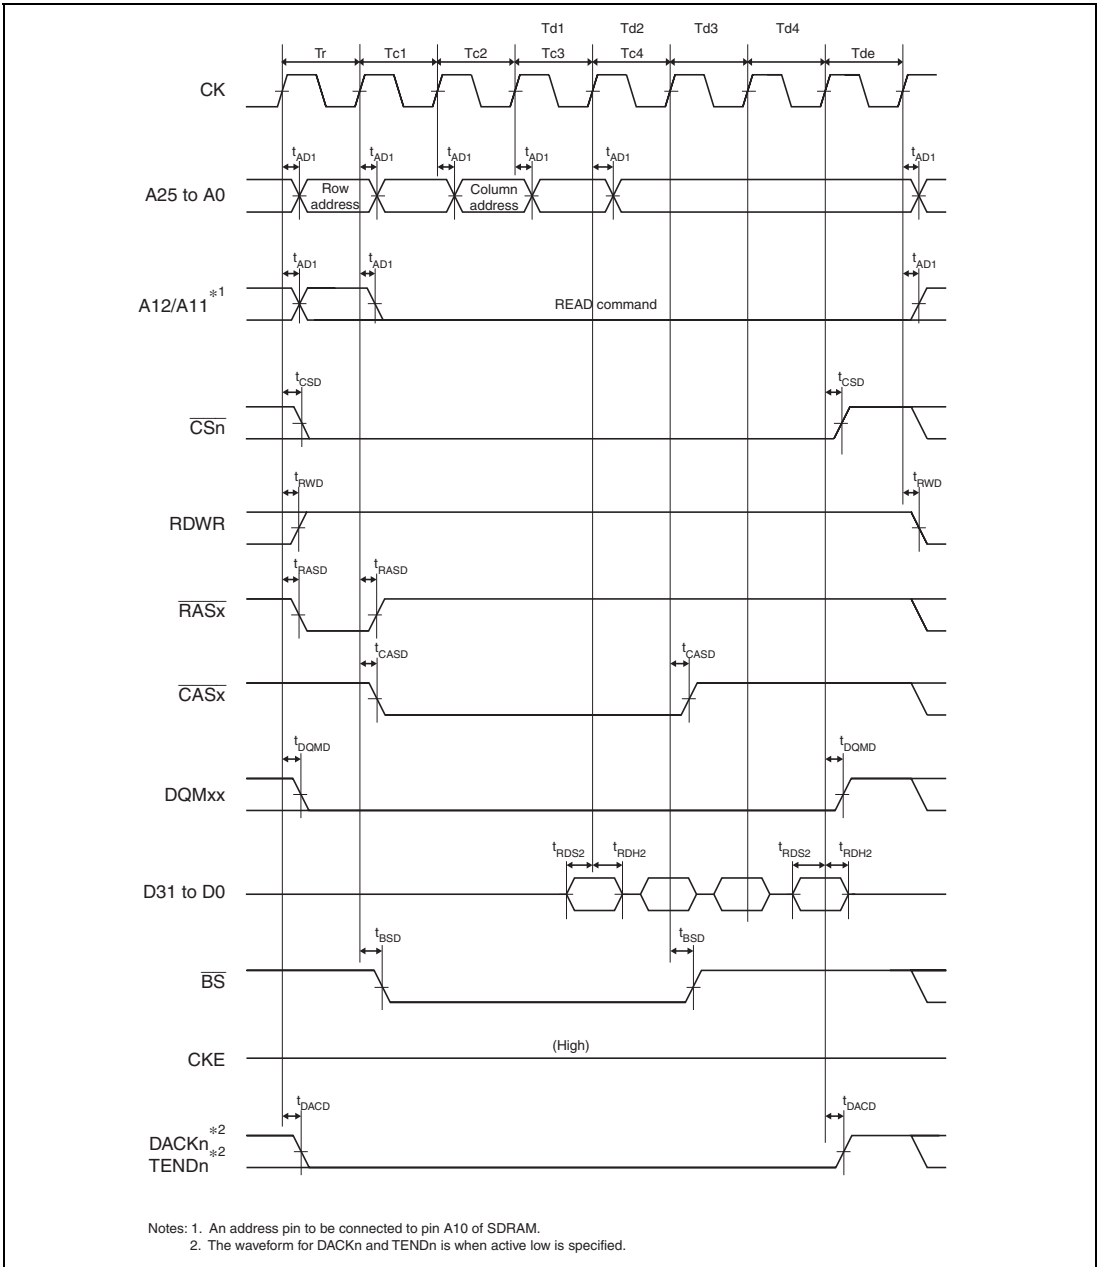 Td1 Td2 Td3 Td4
Tr Tc1 Tc2 Tc3 Tc4 Tde
CK
tAD1 tAD1 tAD1 tAD1 tAD1 tAD1
A25 to A0
Row address
Column address
tAD1 tAD1 tAD1
A12/A11*1
READ command
tCSD tCSD
CSn
tRWD tRWD
RDWR
tRASD tRASD
RASx
tCASD tCASD
CASx
tDQMD tDQMD
DQMxx
tRDS2 tRDH2 tRDS2 tRDH2
D31 to D0
tBSD tBSD
BS
(High)
CKE
tDACD tDACD
DACKn*2
TENDn*2
Notes: 1. An address pin to be connected to pin A10 of SDRAM.
2. The waveform for DACKn and TENDn is when active low is specified.